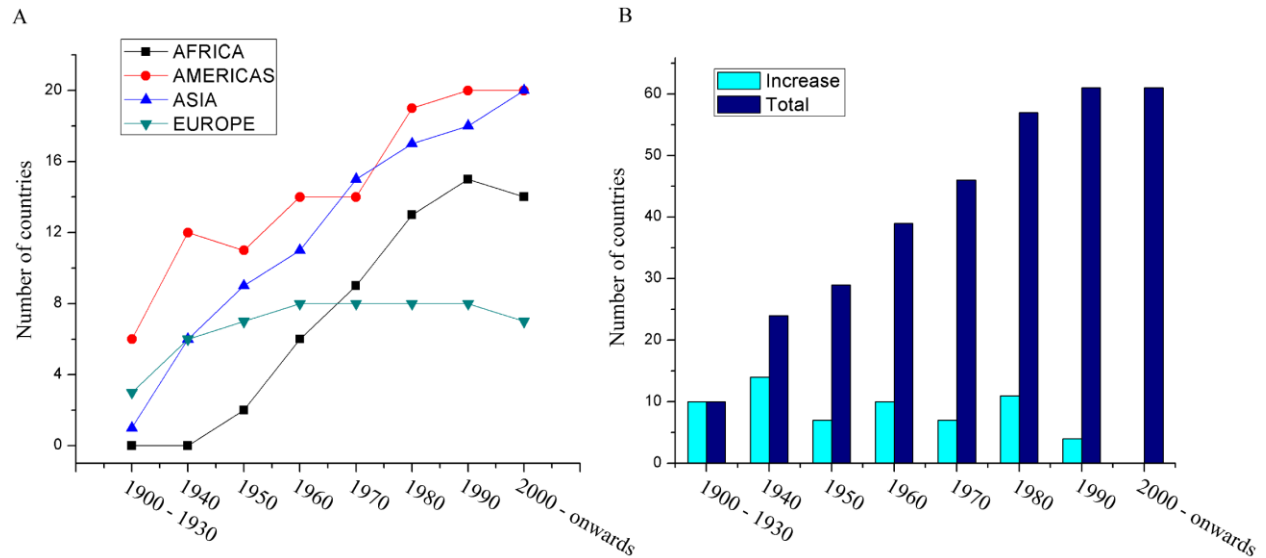 A
AFRICA
AMERICAS
ASIA
EUROPE
Number of countries
20
16
12
8
4
0
1900 - 1930
1940
1950
1960
1970
1980
1990
2000 - onwards
B
Increase
Total
Number of countries
60
50
40
30
20
10
0
1900 - 1930
1940
1950
1960
1970
1980
1990
2000 - onwards